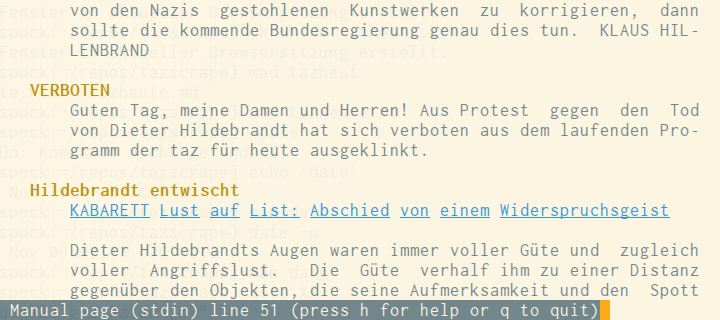 von den Nazis gestohlenen Kunstwerken zu korrigieren, dann
sollte die kommende Bundesregierung genau dies tun. KLAUS HIL-
LENBRAND
VERBOTEN
Guten Tag, meine Damen und Herren! Aus Protest gegen den Tod
von Dieter Hildebrandt hat sich verboten aus dem laufenden Pro-
gramm der taz für heute ausgeklinkt.
Hildebrandt entwischt
KABARETT Lust auf List: Abschied von einem Widerspruchsgeist
Dieter Hildebrandts Augen waren immer voller Güte und zugleich
voller Angriffslust. Die Güte verhalf ihm zu einer Distanz
gegenüber den Objekten, die seine Aufmerksamkeit und den Spott
Manual page (stdin) line 51 (press h for help or q to quit)